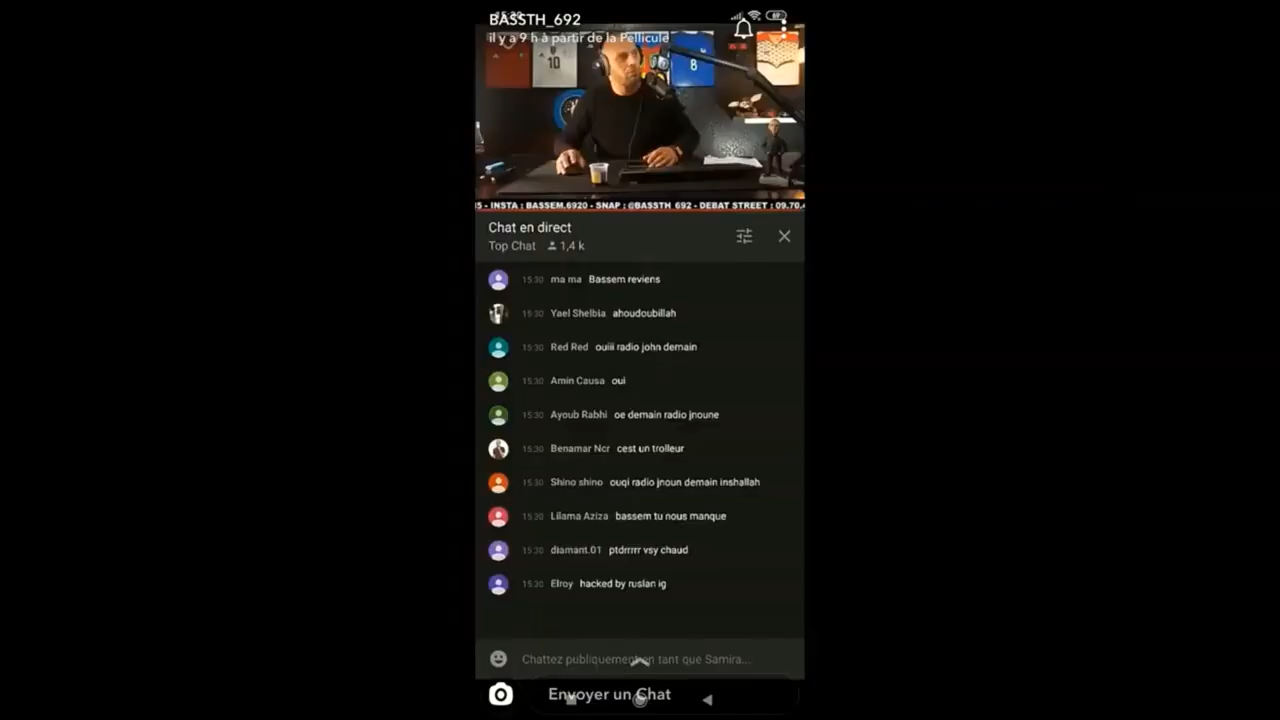 BASSTH_692
il y a 9 h à partir de la Pellicule
10
8
- INSTA : BASSEM.6920 - SNAP : @BASSTH_692 - DEBAT STREET : 09.70.
Chat en direct
Top Chat 1,4 k
15:30 ma ma Bassem reviens
15:30 Yael Shelbia ahoudoubillah
15:30 Red Red ouiii radio john demain
15:30 Amin Causa oui
15:30 Ayoub Rabhi oe demain radio jnoune
15:30 Benamar Ncr cest un trolleur
15:30 Shino shino ouqi radio jnoun demain inshallah
15:30 Lilama Aziza bassem tu nous manque
15:30 diamant.01 ptdrrrrr vsy chaud
15:30 Elroy hacked by ruslan ig
Chattez publiquement en tant que Samira...
Envoyer un Chat